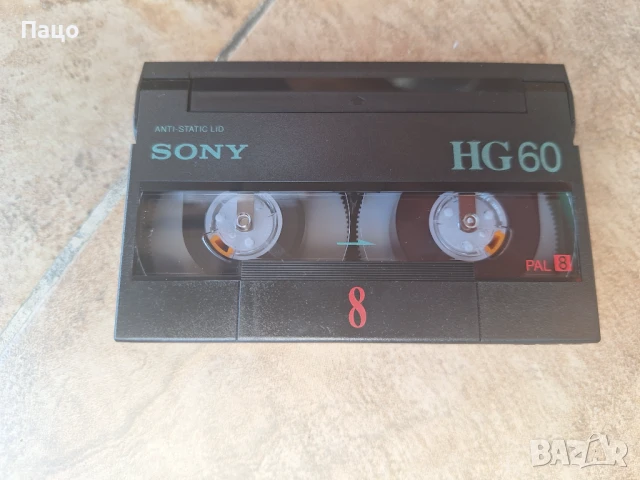 Пацо
ANTI-STATIC LID
SONY
HG 60
PAL 8
8
BAZAR